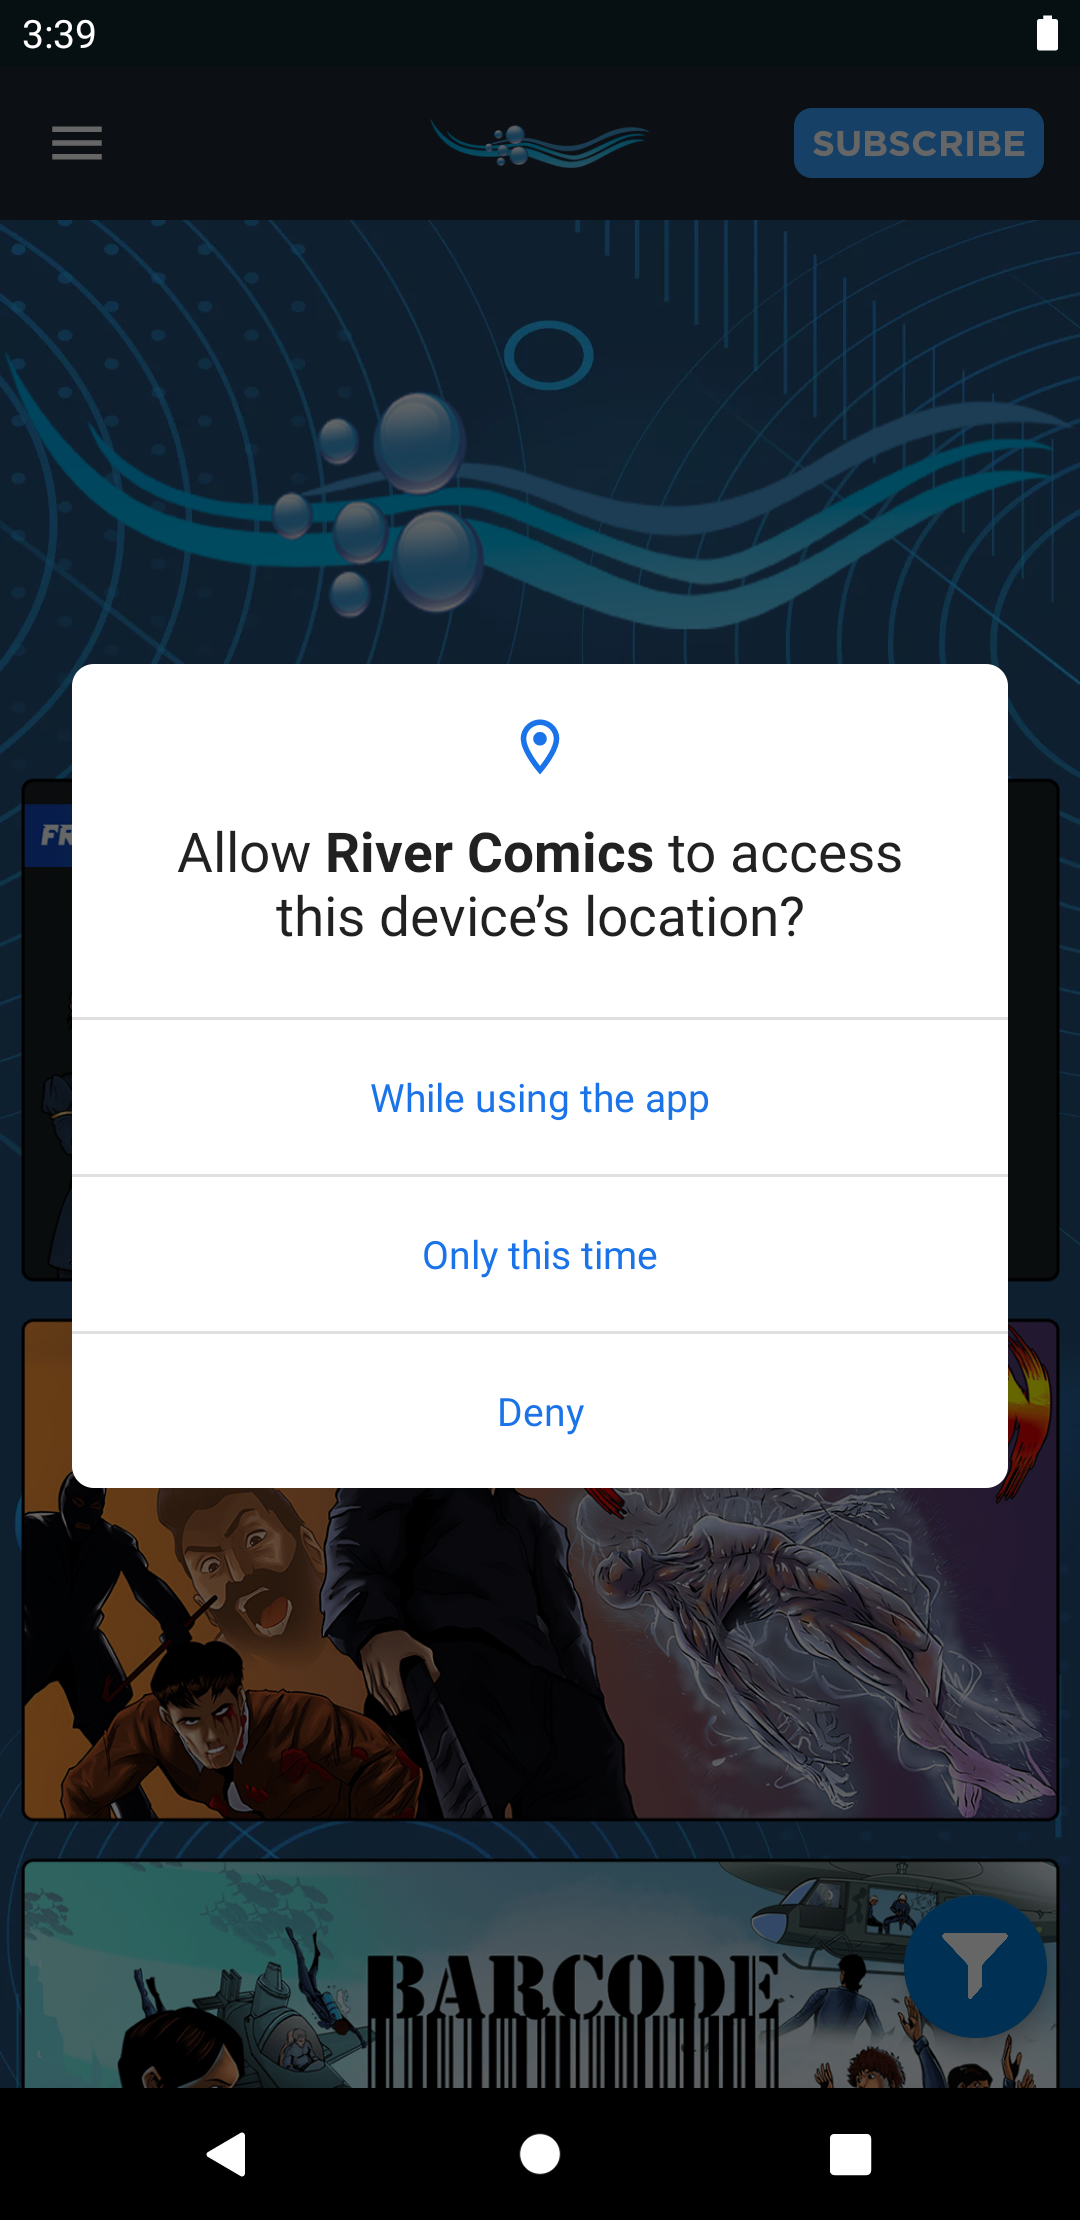 3:39
SUBSCRIBE
FR
Allow River Comics to access
this device’s location?
While using the app
Only this time
Deny
BARCODE